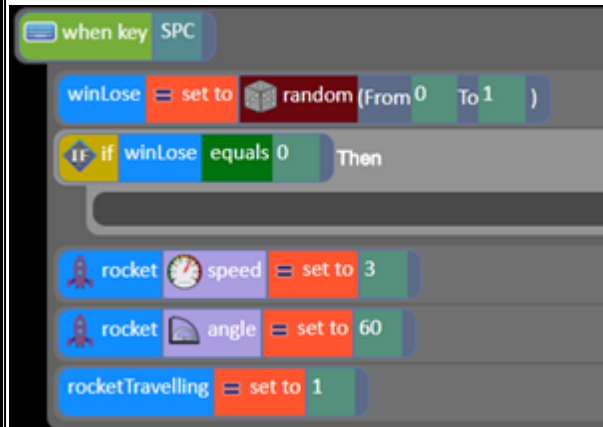 when key SPC
winLose = set to random (From 0 To 1 )
IF if winLose equals 0 Then
rocket speed = set to 3
rocket angle = set to 60
rocketTravelling = set to 1